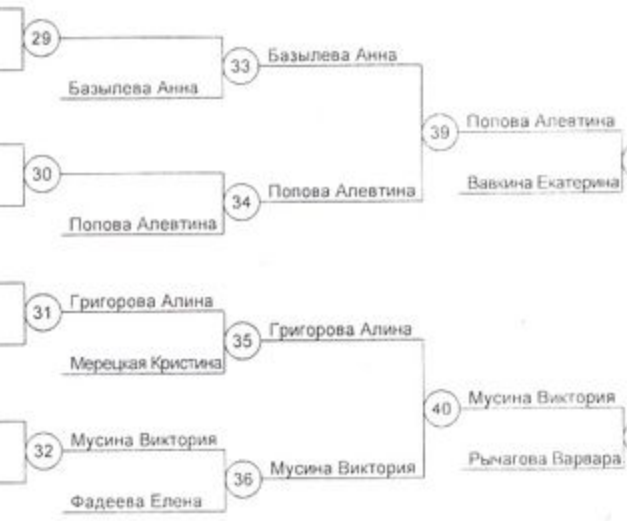 29
Базылева Анна
33
Базылева Анна
39
Попова Алевтина
30
Попова Алевтина
34
Попова Алевтина
Вавкина Екатерина
31
Григорова Алина
Мерецкая Кристина
35
Григорова Алина
40
Мусина Виктория
32
Мусина Виктория
Фадеева Елена
36
Мусина Виктория
Рычагова Варвара